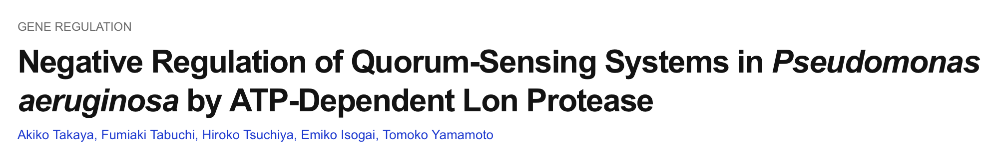 GENE REGULATION
Negative Regulation of Quorum-Sensing Systems in Pseudomonas
aeruginosa by ATP-Dependent Lon Protease
Akiko Takaya, Fumiaki Tabuchi, Hiroko Tsuchiya, Emiko Isogai, Tomoko Yamamoto